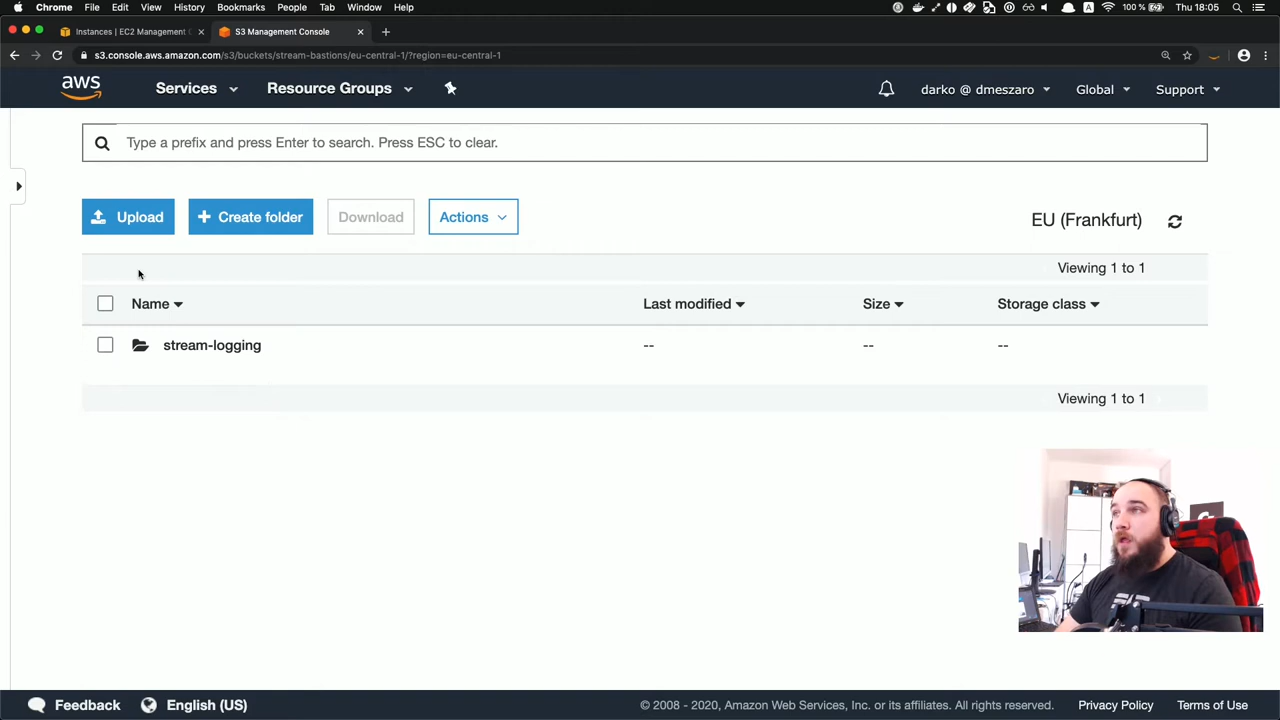 Chrome File Edit View History Bookmarks People Tab Window Help 100 % Thu 18:05
Instances | EC2 Management C × S3 Management Console × +
s3.console.aws.amazon.com/s3/buckets/stream-bastions/eu-central-1/?region=eu-central-1
aws Services Resource Groups darko @ dmeszaro Global Support
Type a prefix and press Enter to search. Press ESC to clear.
Upload + Create folder Download Actions EU (Frankfurt)
Viewing 1 to 1
Name Last modified Size Storage class
stream-logging -- -- --
Viewing 1 to 1
Feedback English (US) © 2008 - 2020, Amazon Web Services, Inc. or its affiliates. All rights reserved. Privacy Policy Terms of Use